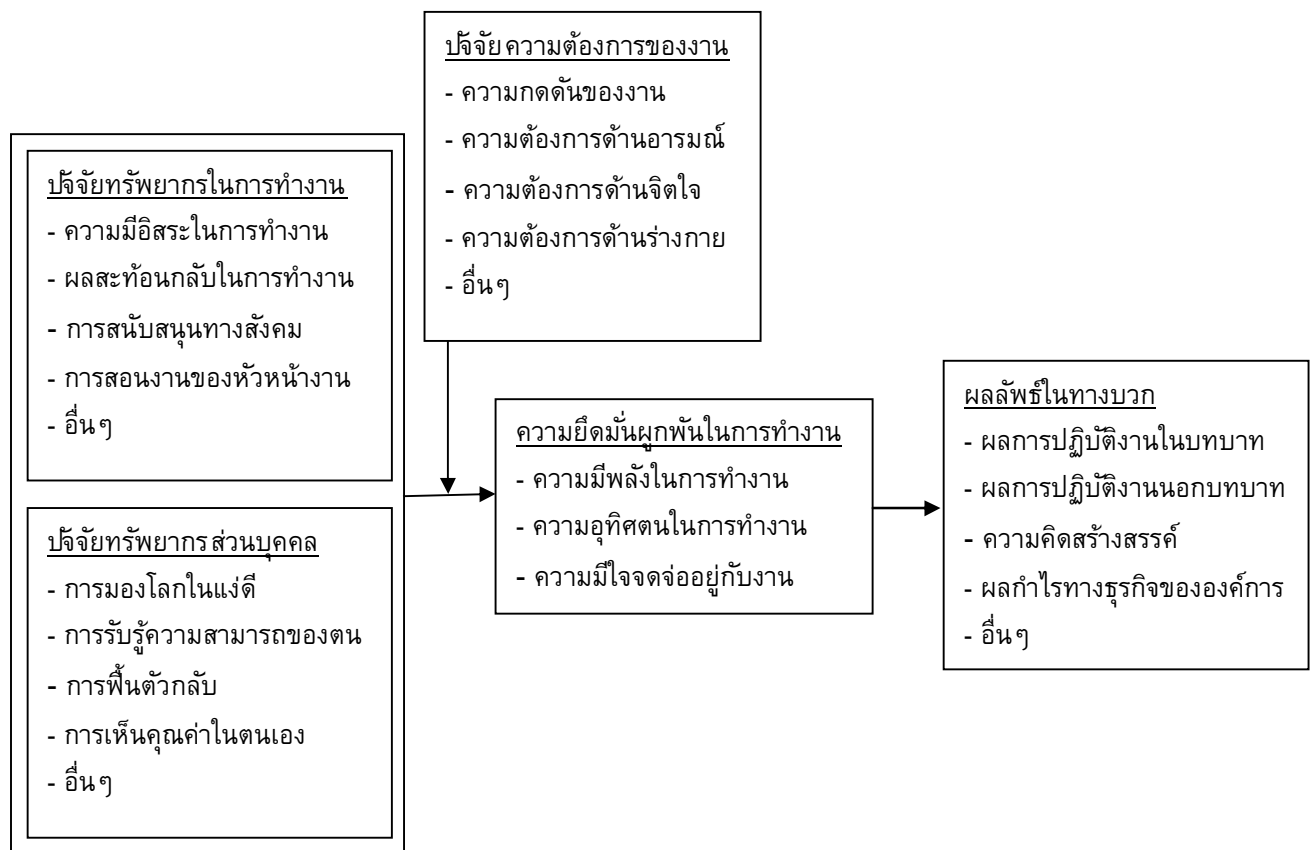 ปัจจัยความต้องการของงาน
- ความกดดันของงาน
- ความต้องการด้านอารมณ์
- ความต้องการด้านจิตใจ
- ความต้องการด้านร่างกาย
- อื่นๆ
ปัจจัยทรัพยากรในการทำงาน
- ความมีอิสระในการทำงาน
- ผลสะท้อนกลับในการทำงาน
- การสนับสนุนทางสังคม
- การสอนงานของหัวหน้างาน
- อื่นๆ
ปัจจัยทรัพยากรส่วนบุคคล
- การมองโลกในแง่ดี
- การรับรู้ความสามารถของตน
- การฟื้นตัวกลับ
- การเห็นคุณค่าในตนเอง
- อื่นๆ
ความยึดมั่นผูกพันในการทำงาน
- ความมีพลังในการทำงาน
- ความอุทิศตนในการทำงาน
- ความมีใจจดจ่ออยู่กับงาน
ผลลัพธ์ในทางบวก
- ผลการปฏิบัติงานในบทบาท
- ผลการปฏิบัติงานนอกบทบาท
- ความคิดสร้างสรรค์
- ผลกำไรทางธุรกิจขององค์การ
- อื่นๆ